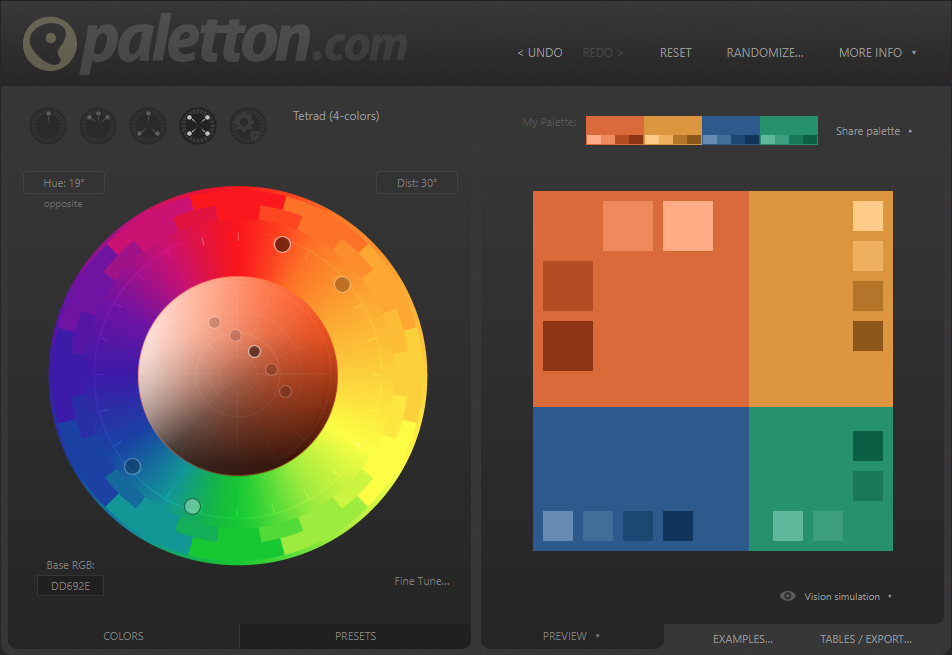 paletton.com
< UNDO REDO > RESET RANDOMIZE... MORE INFO ▾
Tetrad (4-colors)
My Palette:
Share palette ▸
Hue: 19°
opposite
Dist: 30°
Base RGB:
DD692E
Fine Tune...
Vision simulation ▾
COLORS PRESETS
PREVIEW ▾ EXAMPLES... TABLES / EXPORT...